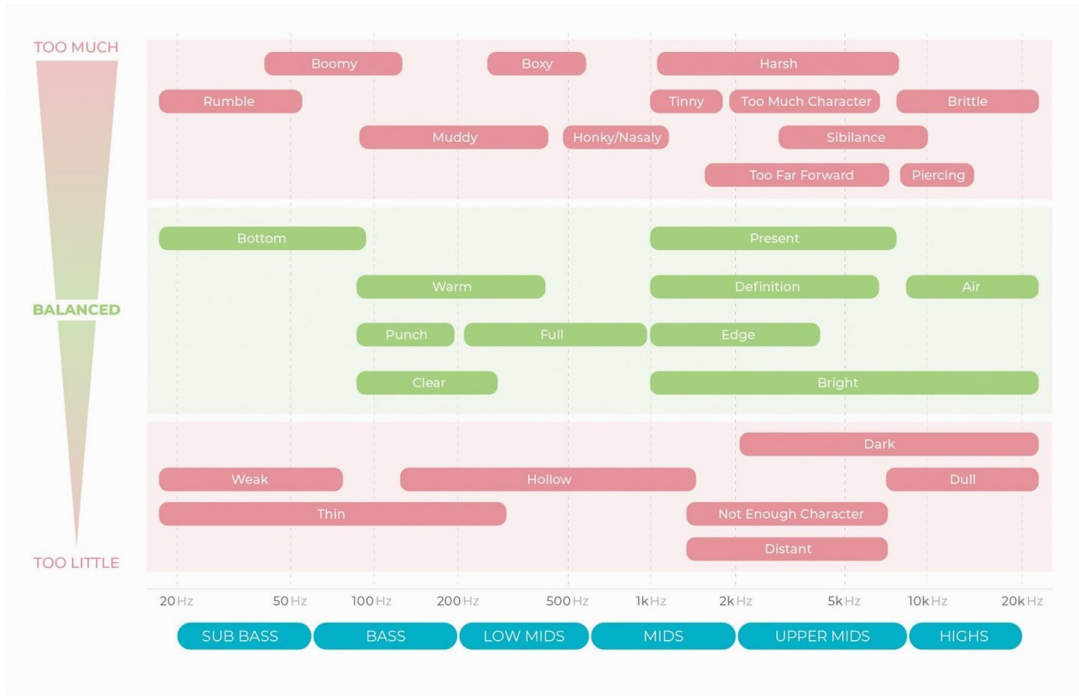 TOO MUCH
Boomy Boxy Harsh
Rumble Tinny Too Much Character Brittle
Muddy Honky/Nasaly Sibilance
Too Far Forward Piercing
Bottom Present
Warm Definition Air
BALANCED
Punch Full Edge
Clear Bright
Dark
Weak Hollow Dull
Thin Not Enough Character
Distant
TOO LITTLE
20Hz 50Hz 100Hz 200Hz 500Hz 1kHz 2kHz 5kHz 10kHz 20kHz
SUB BASS BASS LOW MIDS MIDS UPPER MIDS HIGHS